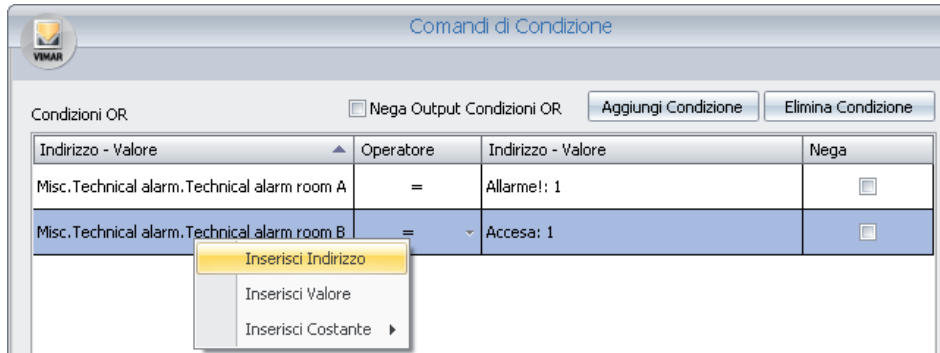 Comandi di Condizione
VIMAR
Condizioni OR Nega Output Condizioni OR Aggiungi Condizione Elimina Condizione
Indirizzo - Valore Operatore Indirizzo - Valore Nega
Misc.Technical alarm.Technical alarm room A = Allarme!: 1
Misc.Technical alarm.Technical alarm room B = Accesa: 1
Inserisci Indirizzo
Inserisci Valore
Inserisci Costante